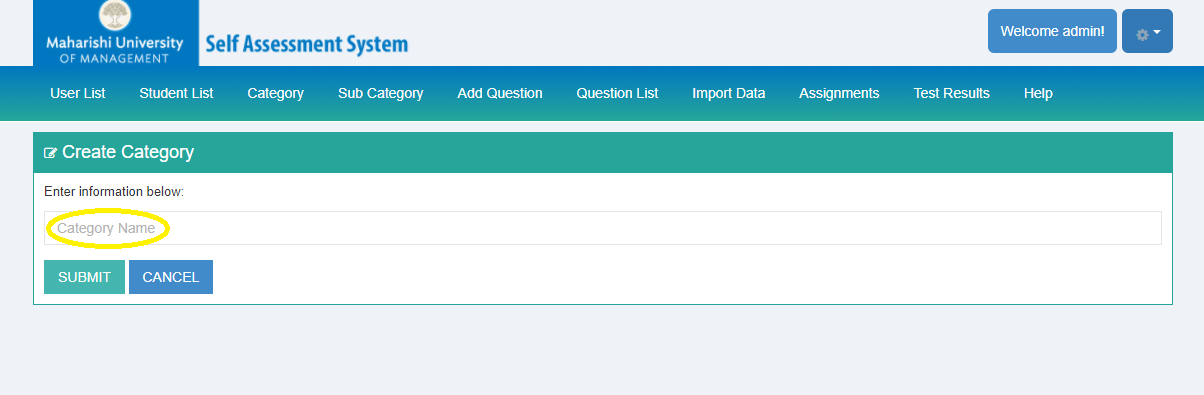 Maharishi University
OF MANAGEMENT
Self Assessment System
Welcome admin!
User List Student List Category Sub Category Add Question Question List Import Data Assignments Test Results Help
Create Category
Enter information below:
Category Name
SUBMIT CANCEL